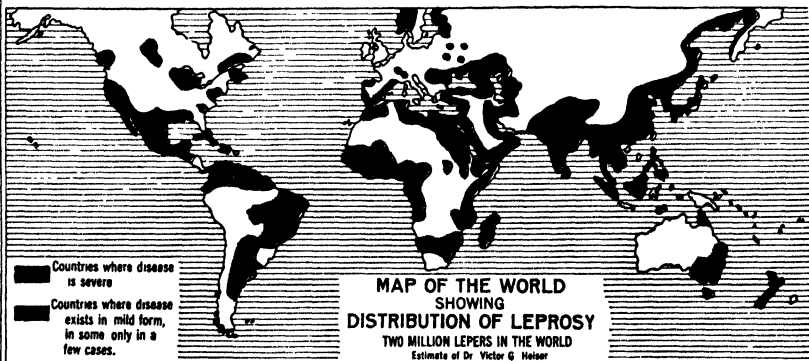 Countries where disease
is severe
Countries where disease
exists in mild form,
in some only in a
few cases.
MAP OF THE WORLD
SHOWING
DISTRIBUTION OF LEPROSY
TWO MILLION LEPERS IN THE WORLD
Estimate of Dr Victor G Heiser